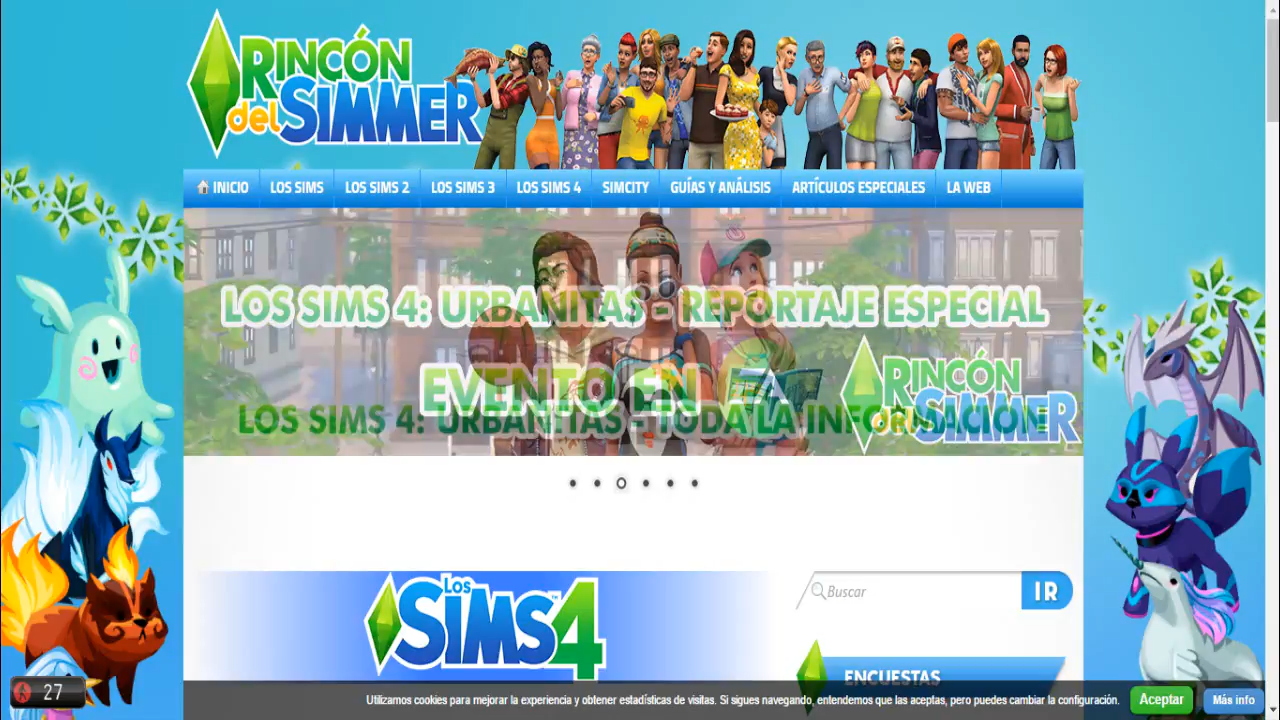 RINCÓN
del SIMMER
INICIO LOS SIMS LOS SIMS 2 LOS SIMS 3 LOS SIMS 4 SIMCITY GUÍAS Y ANÁLISIS ARTÍCULOS ESPECIALES LA WEB
LOS SIMS 4: URBANITAS - REPORTAJE ESPECIAL
EVENTO EN EA
RINCÓN
del SIMMER
LOS SIMS 4: URBANITAS - TODA LA INFORMACIÓN
Buscar
IR
Los
SiMS 4
ENCUESTAS
27
Utilizamos cookies para mejorar la experiencia y obtener estadísticas de visitas. Si sigues navegando, entendemos que las aceptas, pero puedes cambiar la configuración. Aceptar Más info